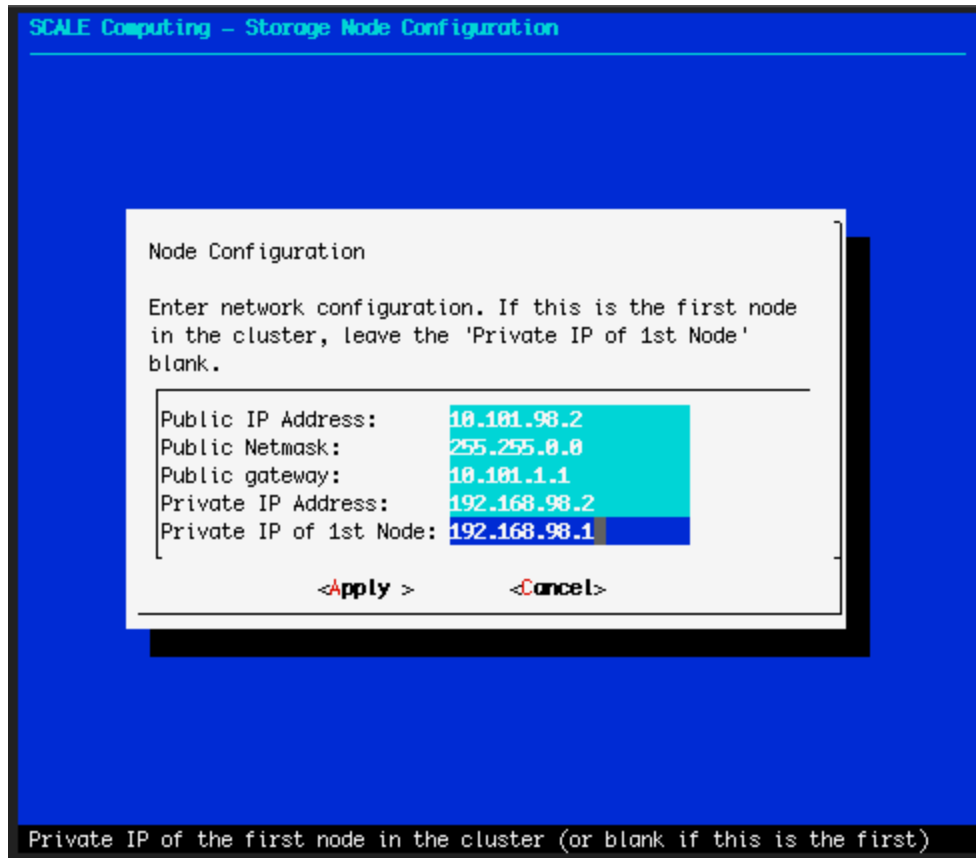 SCALE Computing – Storage Node Configuration
Node Configuration
Enter network configuration. If this is the first node
in the cluster, leave the 'Private IP of 1st Node'
blank.
Public IP Address: 10.101.98.2
Public Netmask: 255.255.0.0
Public gateway: 10.101.1.1
Private IP Address: 192.168.98.2
Private IP of 1st Node: 192.168.98.1
<Apply > <Cancel>
Private IP of the first node in the cluster (or blank if this is the first)